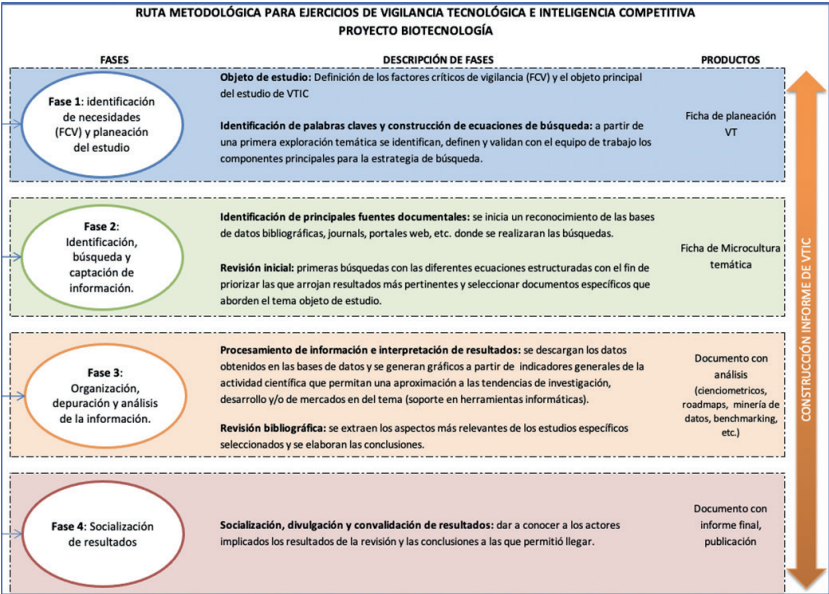 RUTA METODOLÓGICA PARA EJERCICIOS DE VIGILANCIA TECNOLÓGICA E INTELIGENCIA COMPETITIVA
PROYECTO BIOTECNOLOGÍA
FASES
DESCRIPCIÓN DE FASES
PRODUCTOS
Fase 1: identificación
de necesidades
(FCV) y planeación
del estudio
Objeto de estudio: Definición de los factores críticos de vigilancia (FCV) y el objeto principal
del estudio de VTIC
Identificación de palabras claves y construcción de ecuaciones de búsqueda: a partir de
una primera exploración temática se identifican, definen y validan con el equipo de trabajo los
componentes principales para la estrategia de búsqueda.
Ficha de planeación
VT
Fase 2:
Identificación,
búsqueda y
captación de
información.
Identificación de principales fuentes documentales: se inicia un reconocimiento de las bases
de datos bibliográficas, journals, portales web, etc. donde se realizaran las búsquedas.
Revisión inicial: primeras búsquedas con las diferentes ecuaciones estructuradas con el fin de
priorizar las que arrojan resultados más pertinentes y seleccionar documentos específicos que
aborden el tema objeto de estudio.
Ficha de Microcultura
temática
Fase 3:
Organización,
depuración y análisis
de la información.
Procesamiento de información e interpretación de resultados: se descargan los datos
obtenidos en las bases de datos y se generan gráficos a partir de indicadores generales de la
actividad científica que permitan una aproximación a las tendencias de investigación,
desarrollo y/o de mercados en del tema (soporte en herramientas informáticas).
Revisión bibliográfica: se extraen los aspectos más relevantes de los estudios específicos
seleccionados y se elaboran las conclusiones.
Documento con
análisis
(cienciometricos,
roadmaps, minería de
datos, benchmarking,
etc.)
Fase 4: Socialización
de resultados
Socialización, divulgación y convalidación de resultados: dar a conocer a los actores
implicados los resultados de la revisión y las conclusiones a las que permitió llegar.
Documento con
informe final,
publicación
CONSTRUCCIÓN INFORME DE VTIC